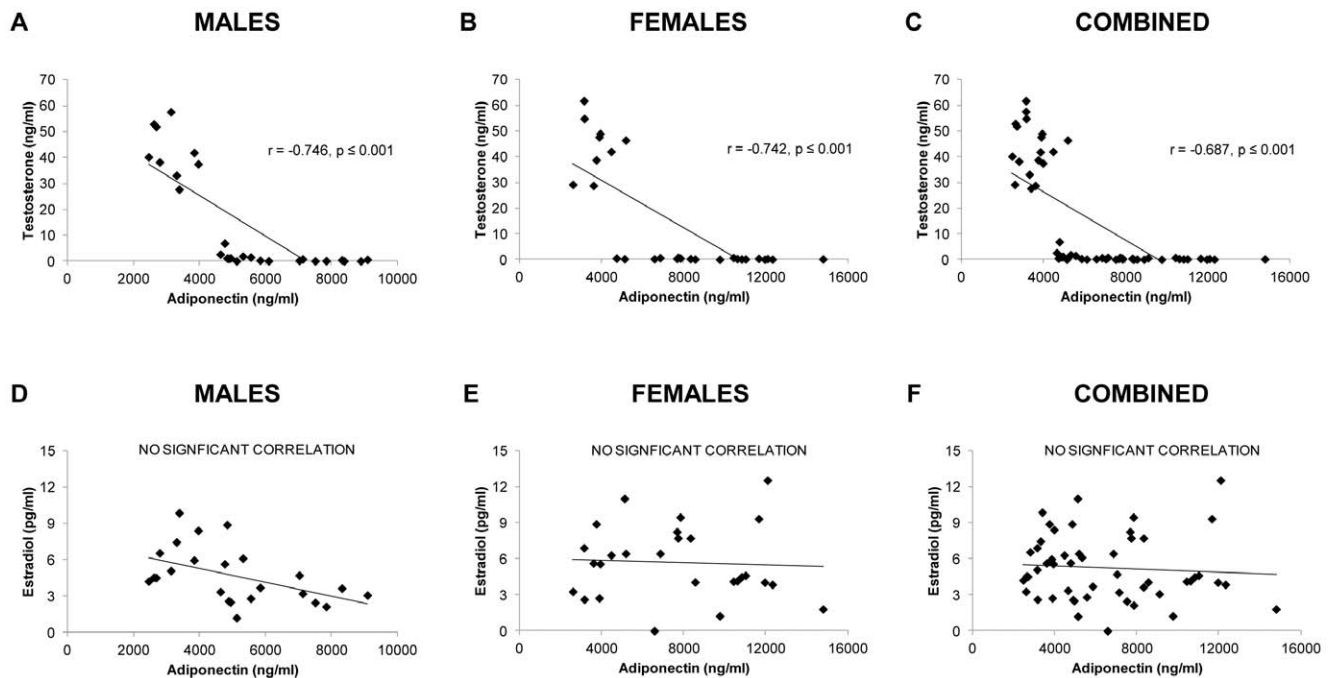 A MALES
B FEMALES
C COMBINED
70
60
50
40
30
20
10
0
Testosterone (ng/ml)
r = -0.746, p ≤ 0.001
0 2000 4000 6000 8000 10000
Adiponectin (ng/ml)
70
60
50
40
30
20
10
0
Testosterone (ng/ml)
r = -0.742, p ≤ 0.001
0 4000 8000 12000 16000
Adiponectin (ng/ml)
70
60
50
40
30
20
10
0
Testosterone (ng/ml)
r = -0.687, p ≤ 0.001
0 4000 8000 12000 16000
Adiponectin (ng/ml)
D MALES
E FEMALES
F COMBINED
NO SIGNFICANT CORRELATION
15
12
9
6
3
0
Estradiol (pg/ml)
0 2000 4000 6000 8000 10000
Adiponectin (ng/ml)
NO SIGNFICANT CORRELATION
15
12
9
6
3
0
Estradiol (pg/ml)
0 4000 8000 12000 16000
Adiponectin (ng/ml)
NO SIGNFICANT CORRELATION
15
12
9
6
3
0
Estradiol (pg/ml)
0 4000 8000 12000 16000
Adiponectin (ng/ml)